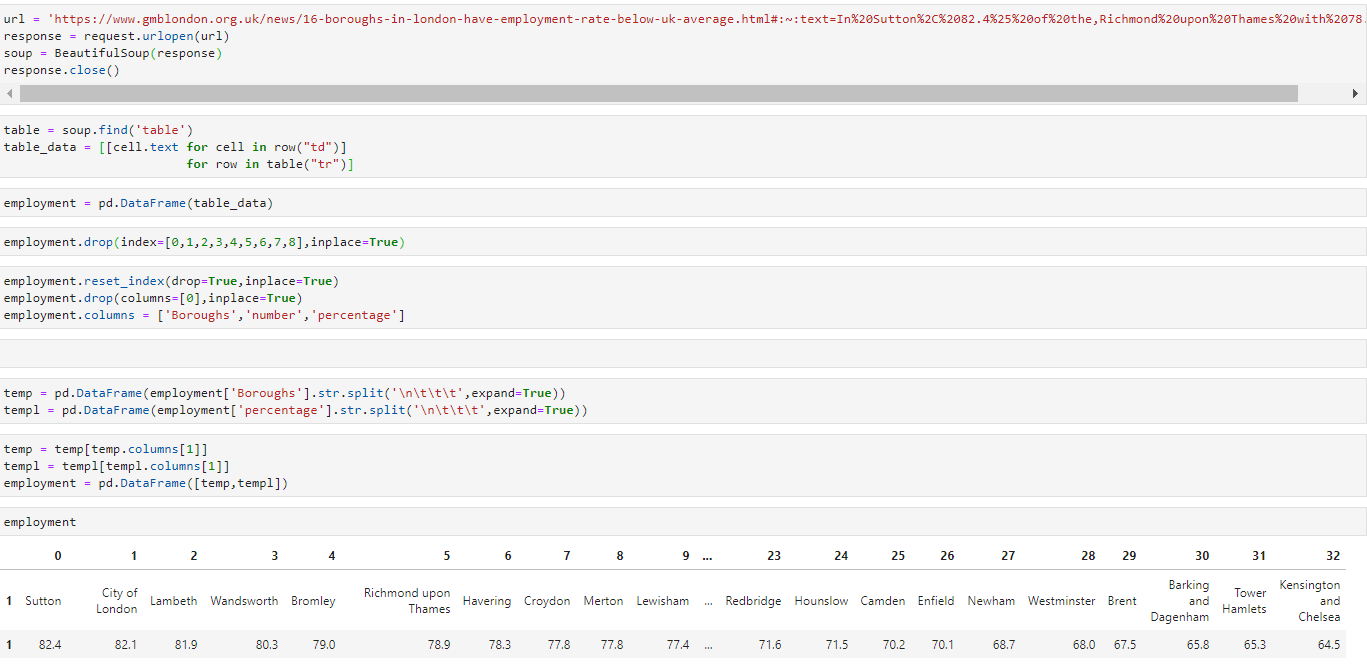 url = 'https://www.gmblondon.org.uk/news/16-boroughs-in-london-have-employment-rate-below-uk-average.html#:~:text=In%20Sutton%2C%2082.4%25%20of%20the,Richmond%20upon%20Thames%20with%2078.
response = request.urlopen(url)
soup = BeautifulSoup(response)
response.close()
table = soup.find('table')
table_data = [[cell.text for cell in row("td")]
for row in table("tr")]
employment = pd.DataFrame(table_data)
employment.drop(index=[0,1,2,3,4,5,6,7,8],inplace=True)
employment.reset_index(drop=True,inplace=True)
employment.drop(columns=[0],inplace=True)
employment.columns = ['Boroughs','number','percentage']
temp = pd.DataFrame(employment['Boroughs'].str.split('\n\t\t\t',expand=True))
templ = pd.DataFrame(employment['percentage'].str.split('\n\t\t\t',expand=True))
temp = temp[temp.columns[1]]
templ = templ[templ.columns[1]]
employment = pd.DataFrame([temp,templ])
employment
0 1 2 3 4 5 6 7 8 9 ... 23 24 25 26 27 28 29 30 31 32
1 Sutton City of London Lambeth Wandsworth Bromley Richmond upon Thames Havering Croydon Merton Lewisham ... Redbridge Hounslow Camden Enfield Newham Westminster Brent Barking and Dagenham Tower Hamlets Kensington and Chelsea
1 82.4 82.1 81.9 80.3 79.0 78.9 78.3 77.8 77.8 77.4 ... 71.6 71.5 70.2 70.1 68.7 68.0 67.5 65.8 65.3 64.5